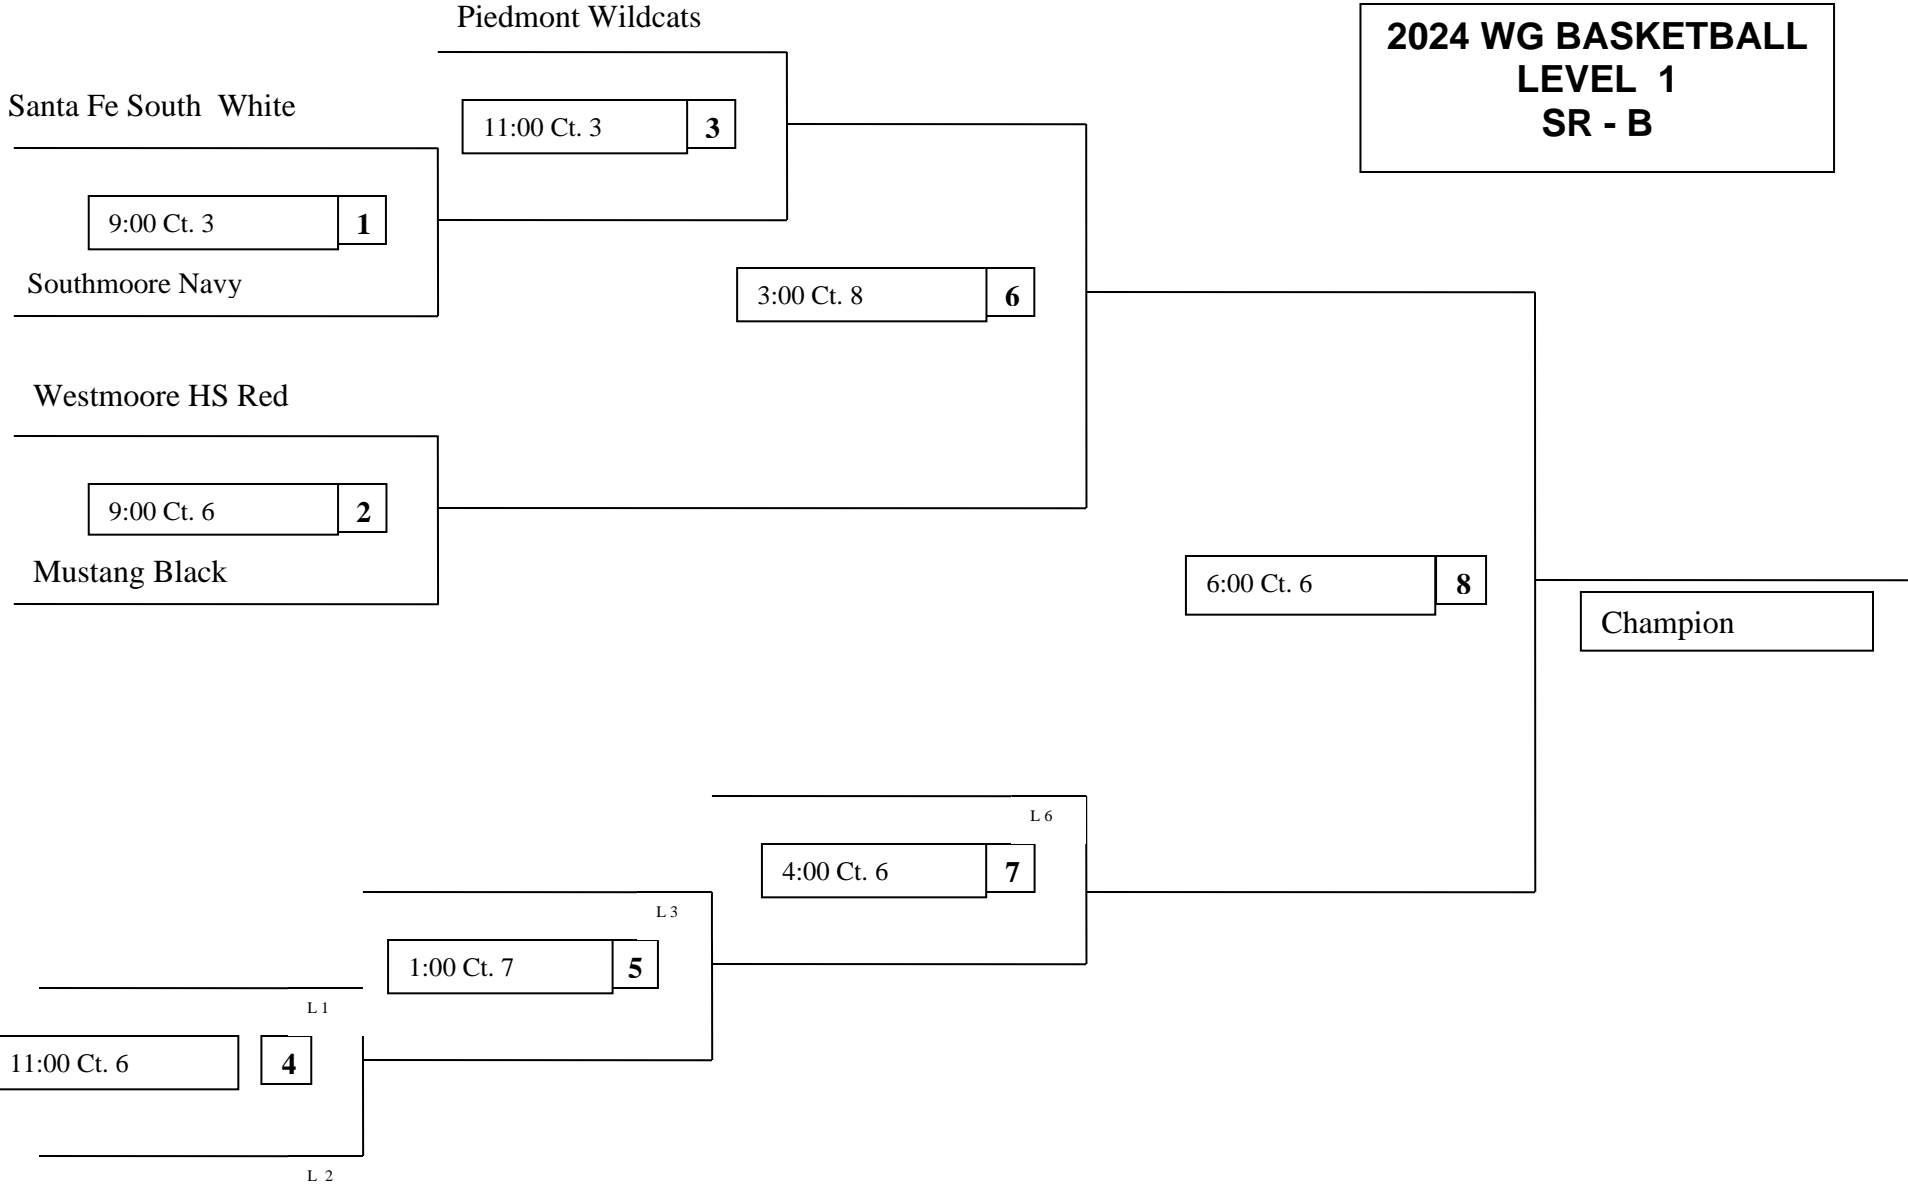 Piedmont Wildcats
2024 WG BASKETBALL
LEVEL 1
SR - B
Santa Fe South White
11:00 Ct. 3 3
9:00 Ct. 3 1
Southmoore Navy
3:00 Ct. 8 6
Westmoore HS Red
9:00 Ct. 6 2
Mustang Black
6:00 Ct. 6 8
Champion
L 6
4:00 Ct. 6 7
L 3
1:00 Ct. 7 5
L 1
11:00 Ct. 6 4
L 2